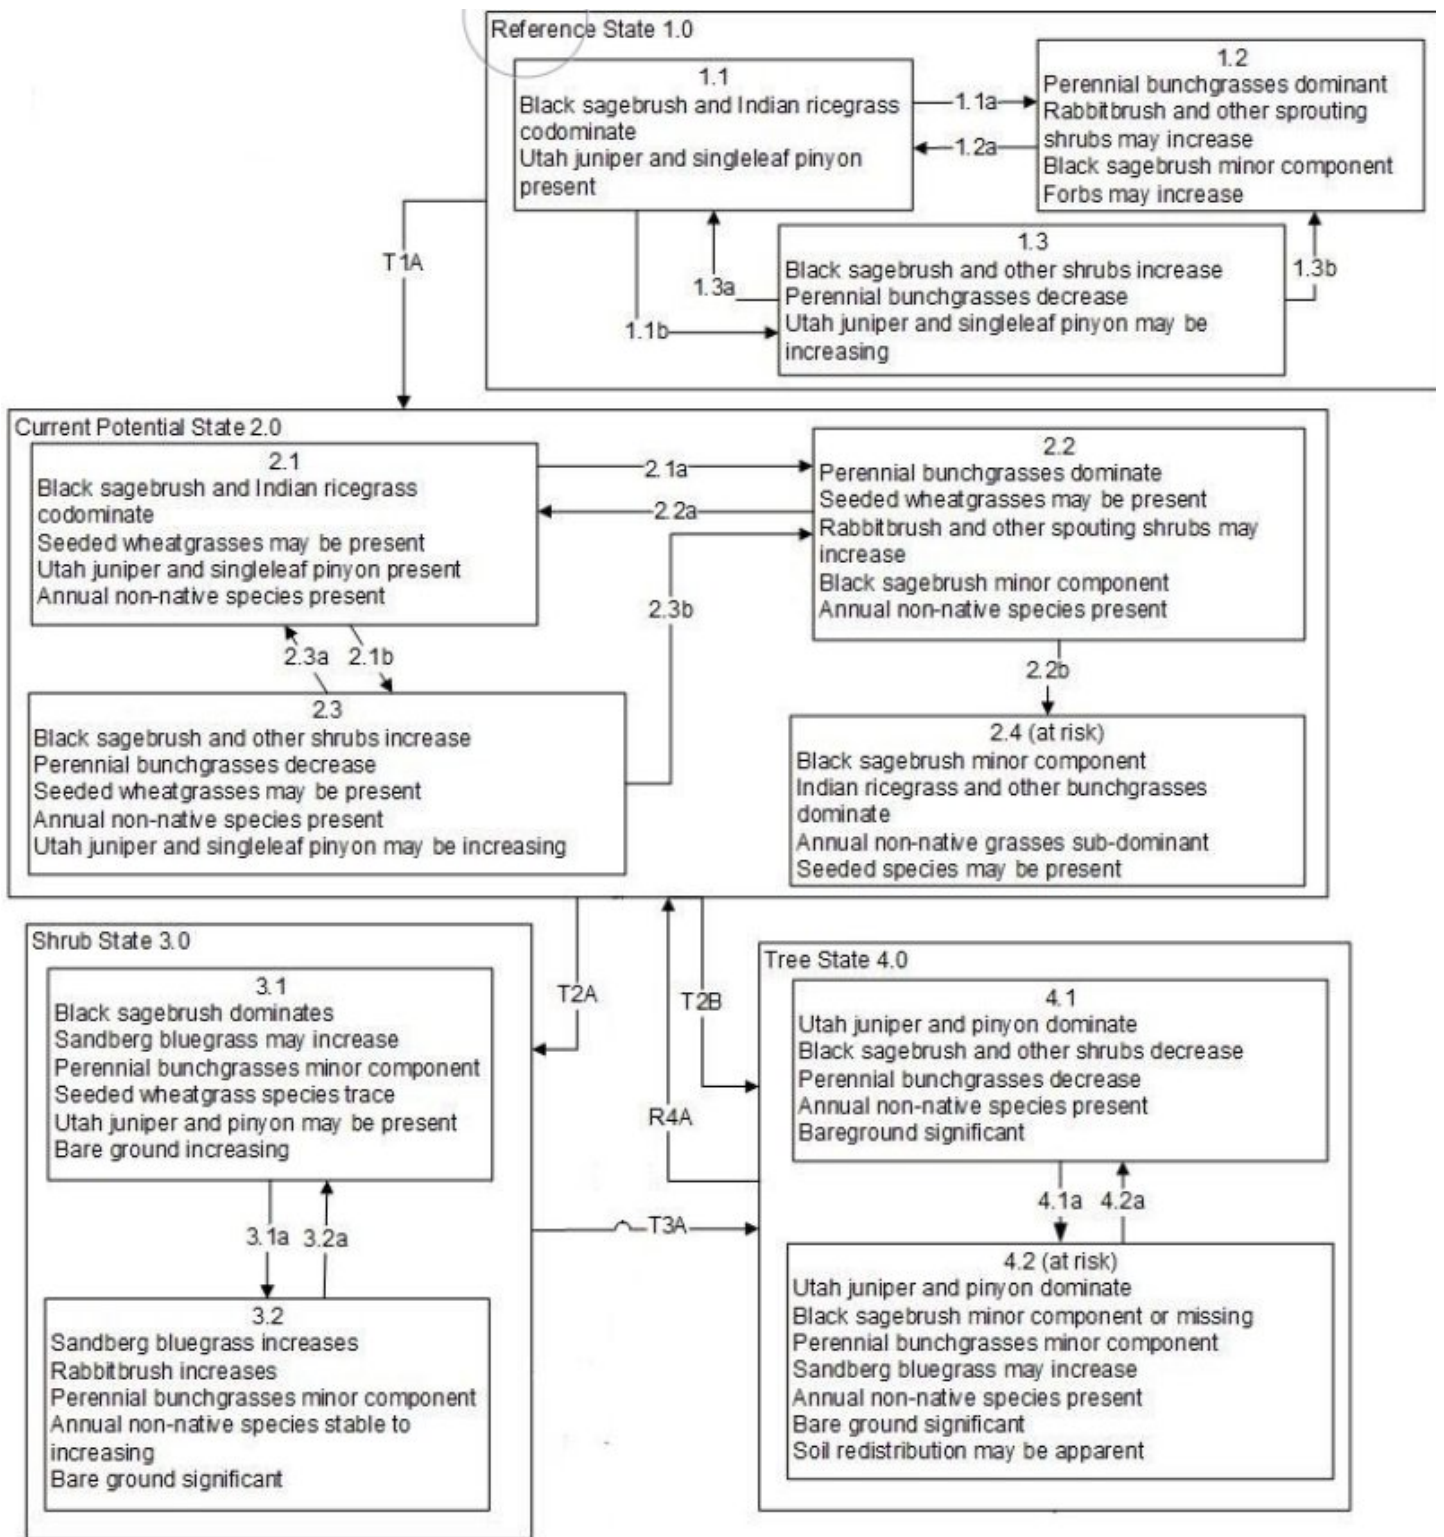 Reference State 1.0
1.1
Black sagebrush and Indian ricegrass
codominate
Utah juniper and singleleaf pinyon
present
1.1a
1.2a
1.2
Perennial bunchgrasses dominant
Rabbitbrush and other sprouting
shrubs may increase
Black sagebrush minor component
Forbs may increase
T1A
1.3a
1.1b
1.3
Black sagebrush and other shrubs increase
Perennial bunchgrasses decrease
Utah juniper and singleleaf pinyon may be
increasing
1.3b
Current Potential State 2.0
2.1
Black sagebrush and Indian ricegrass
codominate
Seeded wheatgrasses may be present
Utah juniper and singleleaf pinyon present
Annual non-native species present
2.1a
2.2a
2.2
Perennial bunchgrasses dominate
Seeded wheatgrasses may be present
Rabbitbrush and other spouting shrubs may
increase
Black sagebrush minor component
Annual non-native species present
2.3a
2.1b
2.3b
2.2b
2.3
Black sagebrush and other shrubs increase
Perennial bunchgrasses decrease
Seeded wheatgrasses may be present
Annual non-native species present
Utah juniper and singleleaf pinyon may be increasing
2.4 (at risk)
Black sagebrush minor component
Indian ricegrass and other bunchgrasses
dominate
Annual non-native grasses sub-dominant
Seeded species may be present
Shrub State 3.0
3.1
Black sagebrush dominates
Sandberg bluegrass may increase
Perennial bunchgrasses minor component
Seeded wheatgrass species trace
Utah juniper and pinyon may be present
Bare ground increasing
T2A
T2B
R4A
T3A
Tree State 4.0
4.1
Utah juniper and pinyon dominate
Black sagebrush and other shrubs decrease
Perennial bunchgrasses decrease
Annual non-native species present
Bareground significant
3.1a
3.2a
4.1a
4.2a
3.2
Sandberg bluegrass increases
Rabbitbrush increases
Perennial bunchgrasses minor component
Annual non-native species stable to
increasing
Bare ground significant
4.2 (at risk)
Utah juniper and pinyon dominate
Black sagebrush minor component or missing
Perennial bunchgrasses minor component
Sandberg bluegrass may increase
Annual non-native species present
Bare ground significant
Soil redistribution may be apparent